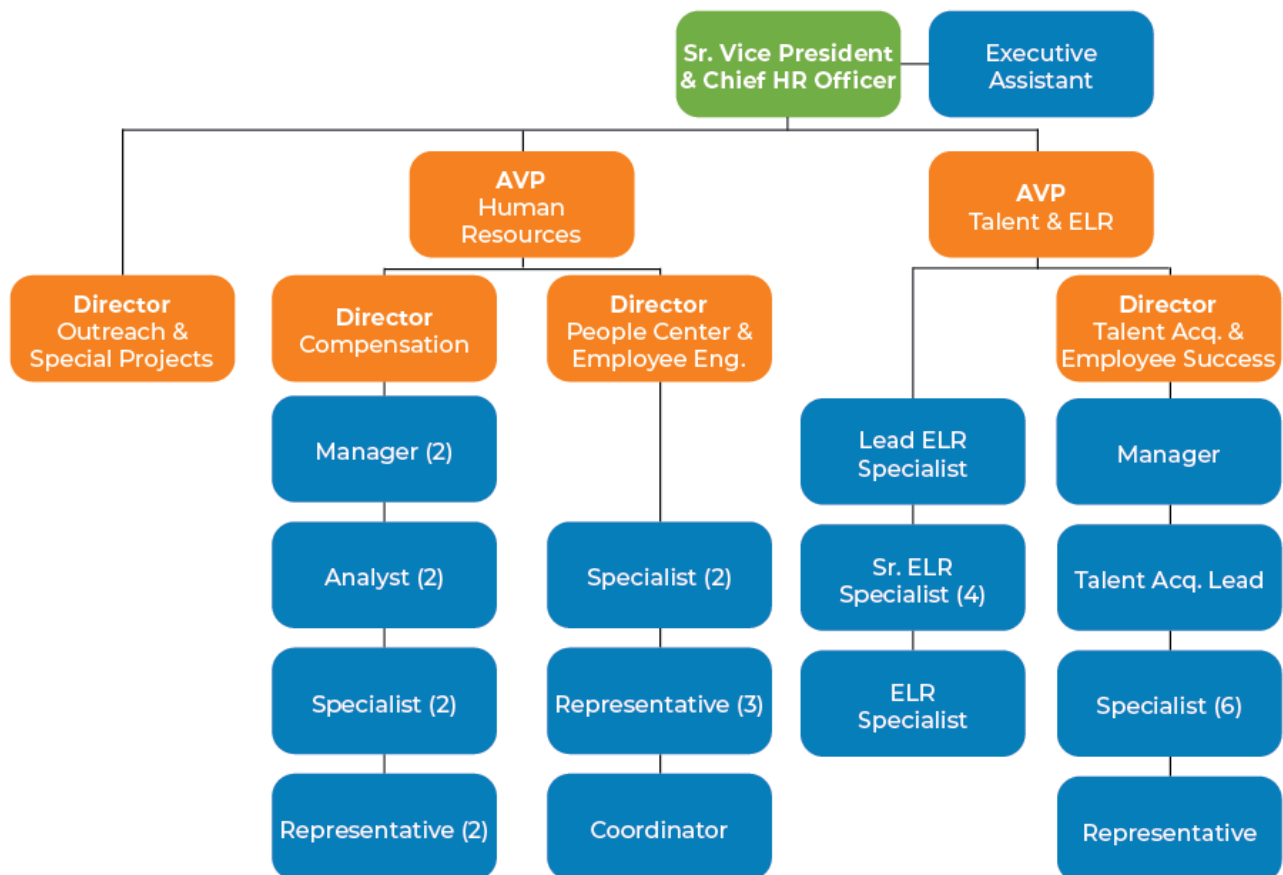 Sr. Vice President
& Chief HR Officer
Executive
Assistant
AVP
Human
Resources
AVP
Talent & ELR
Director
Outreach &
Special Projects
Director
Compensation
Director
People Center &
Employee Eng.
Director
Talent Acq. &
Employee Success
Manager (2)
Lead ELR
Specialist
Manager
Analyst (2)
Specialist (2)
Sr. ELR
Specialist (4)
Talent Acq. Lead
Specialist (2)
Representative (3)
ELR
Specialist
Specialist (6)
Representative (2)
Coordinator
Representative